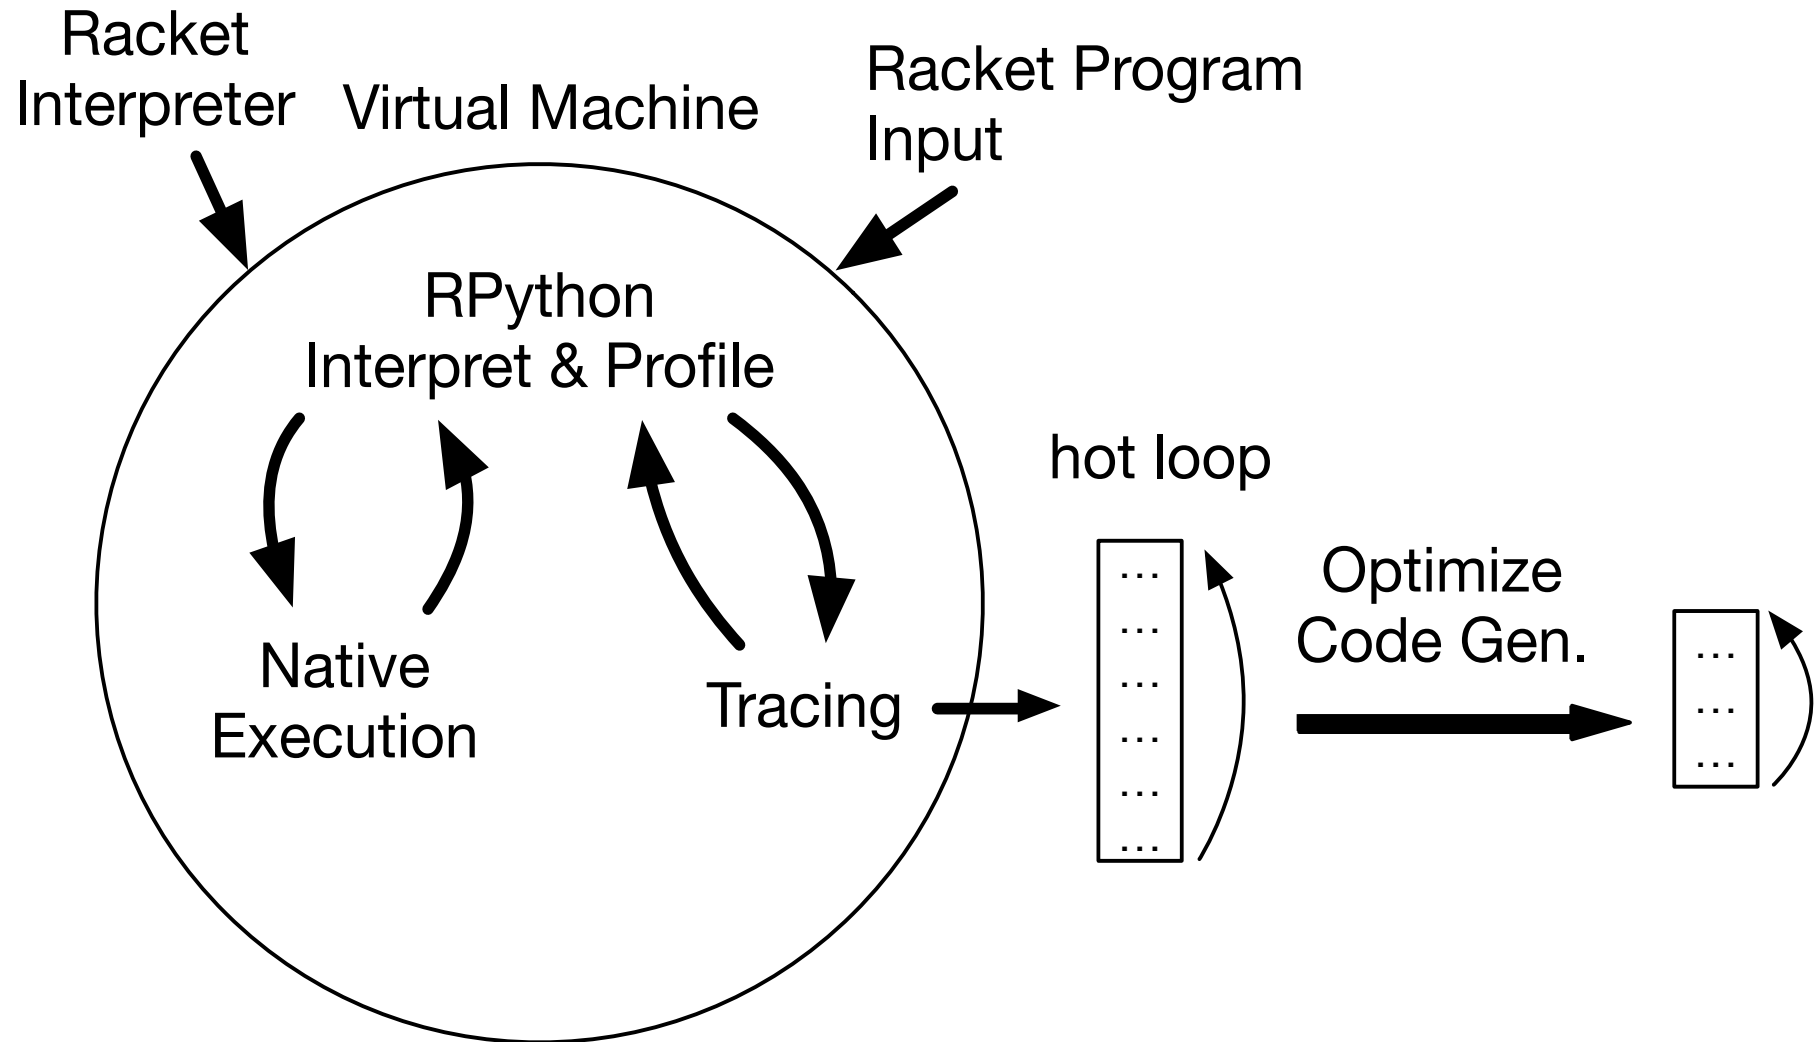 Racket
Interpreter
Virtual Machine
Racket Program
Input
RPython
Interpret & Profile
Native
Execution
Tracing
hot loop
...
...
...
...
...
...
Optimize
Code Gen.
...
...
...